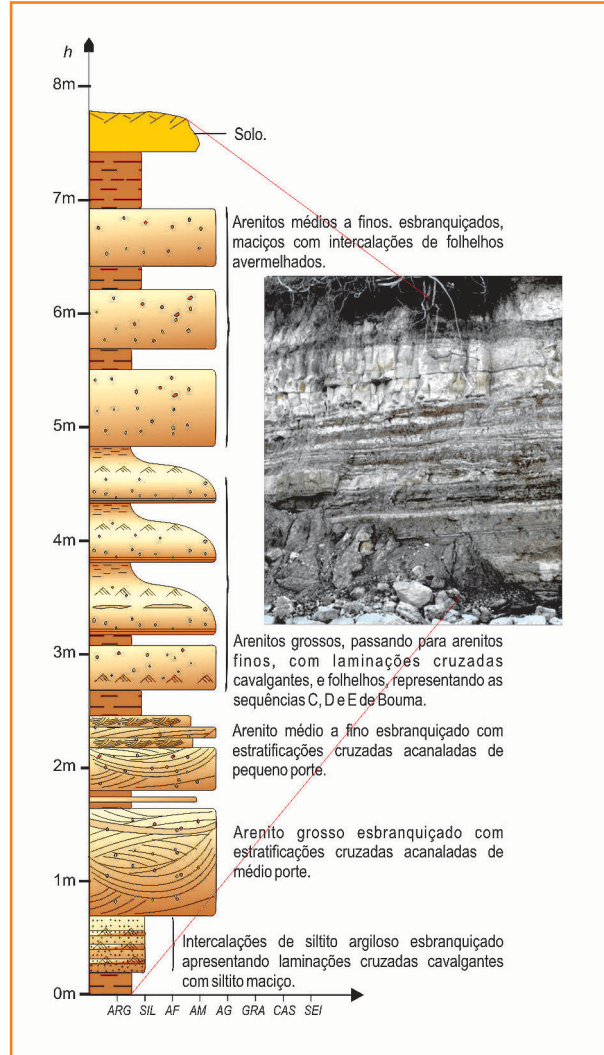 h
8m
Solo.
7m
Arenitos médios a finos. esbranquiçados,
maciços com intercalações de folhelhos
avermelhados.
6m
5m
4m
3m
Arenitos grossos, passando para arenitos
finos, com laminações cruzadas
cavalgantes, e folhelhos, representando as
sequências C, D e E de Bouma.
Arenito médio a fino esbranquiçado com
estratificações cruzadas acanaladas de
pequeno porte.
2m
Arenito grosso esbranquiçado com
estratificações cruzadas acanaladas de
médio porte.
1m
Intercalações de siltito argiloso esbranquiçado
apresentando laminações cruzadas cavalgantes
com siltito maciço.
0m
ARG SIL AF AM AG GRA CAS SEI